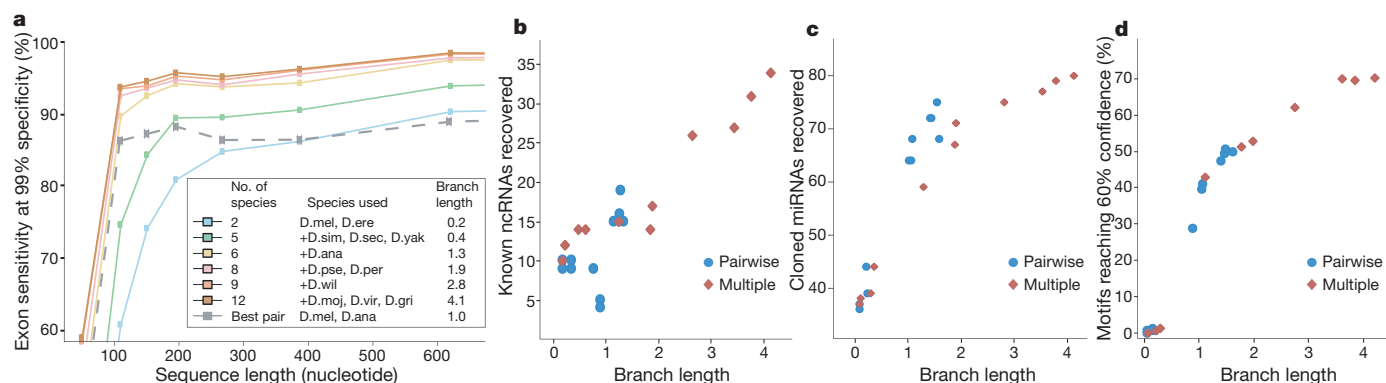 a
Exon sensitivity at 99% specificity (%)
100
90
80
70
60
100 200 300 400 500 600
Sequence length (nucleotide)
No. of species Species used Branch length
2 D.mel, D.ere 0.2
5 +D.sim, D.sec, D.yak 0.4
6 +D.ana 1.3
8 +D.pse, D.per 1.9
9 +D.wil 2.8
12 +D.moj, D.vir, D.gri 4.1
Best pair D.mel, D.ana 1.0
b
Known ncRNAs recovered
35
30
25
20
15
10
5
0 1 2 3 4
Branch length
Pairwise
Multiple
c
Cloned miRNAs recovered
80
70
60
50
40
0 1 2 3 4
Branch length
Pairwise
Multiple
d
Motifs reaching 60% confidence (%)
70
60
50
40
30
20
10
0
0 1 2 3 4
Branch length
Pairwise
Multiple